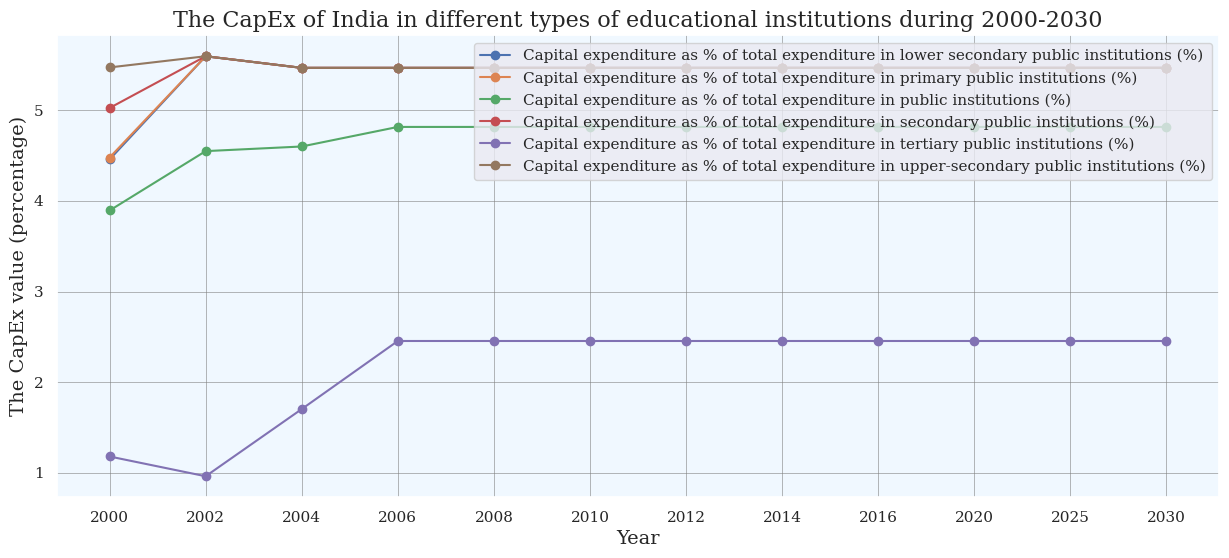 The CapEx of India in different types of educational institutions during 2000-2030
Capital expenditure as % of total expenditure in lower secondary public institutions (%)
Capital expenditure as % of total expenditure in primary public institutions (%)
Capital expenditure as % of total expenditure in public institutions (%)
Capital expenditure as % of total expenditure in secondary public institutions (%)
Capital expenditure as % of total expenditure in tertiary public institutions (%)
Capital expenditure as % of total expenditure in upper-secondary public institutions (%)
The CapEx value (percentage)
5
4
3
2
1
2000 2002 2004 2006 2008 2010 2012 2014 2016 2020 2025 2030
Year